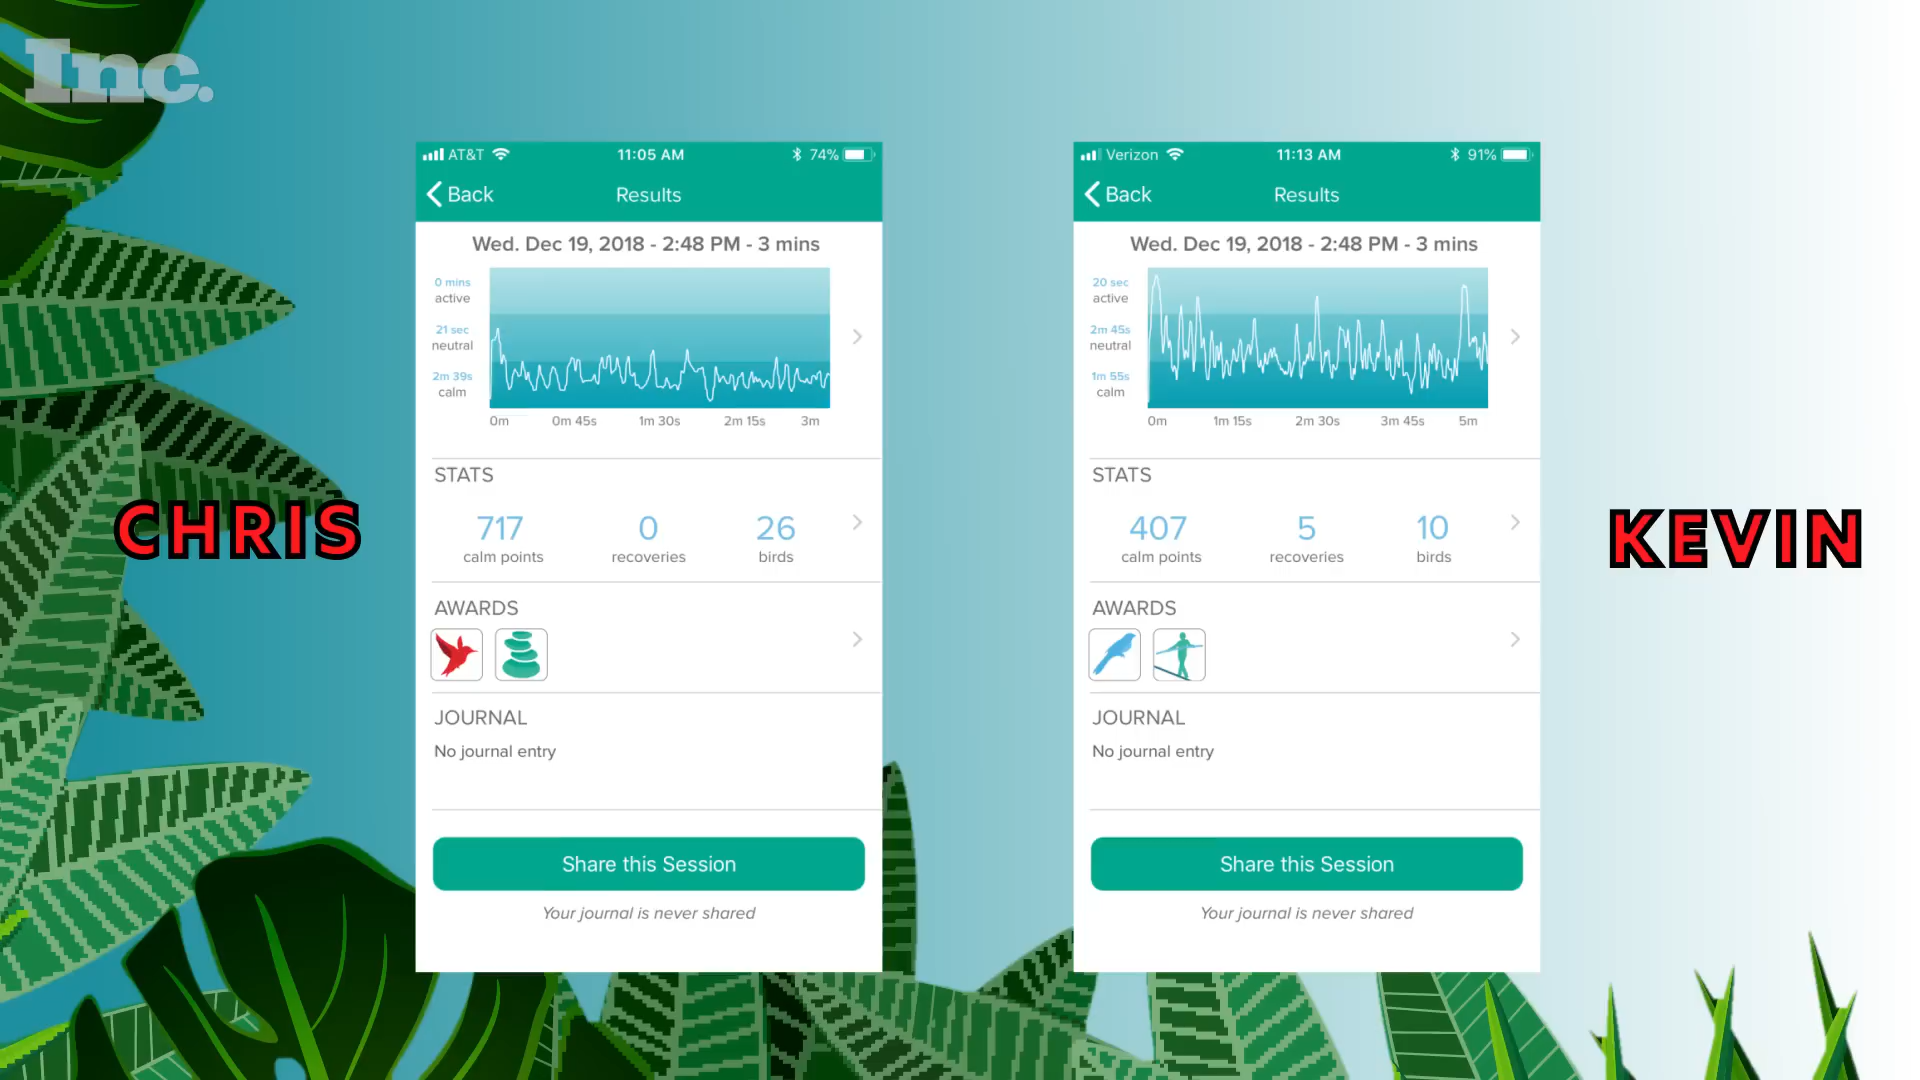 Inc.
CHRIS
AT&T 11:05 AM 74%
Back Results
Wed. Dec 19, 2018 - 2:48 PM - 3 mins
0 mins
active
21 sec
neutral
2m 39s
calm
0m 0m 45s 1m 30s 2m 15s 3m
STATS
717 0 26
calm points recoveries birds
AWARDS
JOURNAL
No journal entry
Share this Session
Your journal is never shared
Verizon 11:13 AM 91%
Back Results
Wed. Dec 19, 2018 - 2:48 PM - 3 mins
20 sec
active
2m 45s
neutral
1m 55s
calm
0m 1m 15s 2m 30s 3m 45s 5m
STATS
407 5 10
calm points recoveries birds
AWARDS
JOURNAL
No journal entry
Share this Session
Your journal is never shared
KEVIN